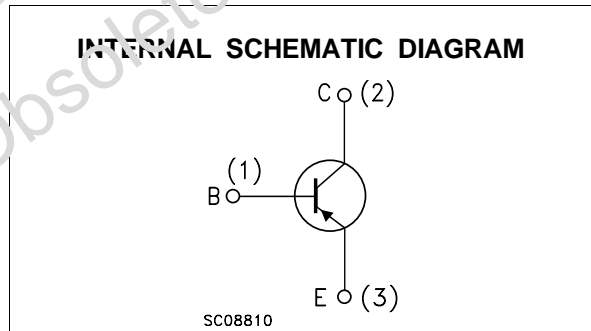 INTERNAL SCHEMATIC DIAGRAM
C (2)
(1)
B
E (3)
SC08810